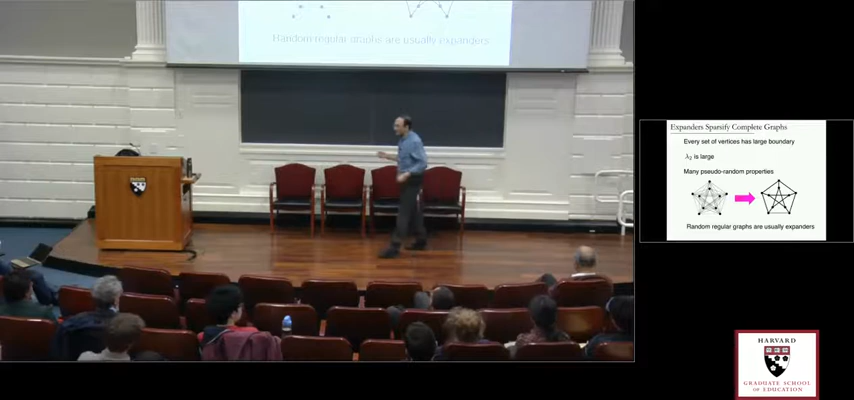 Random regular graphs are usually expanders
Expanders Sparsify Complete Graphs
Every set of vertices has large boundary
λ₂ is large
Many pseudo-random properties
Random regular graphs are usually expanders
HARVARD
GRADUATE SCHOOL
OF EDUCATION